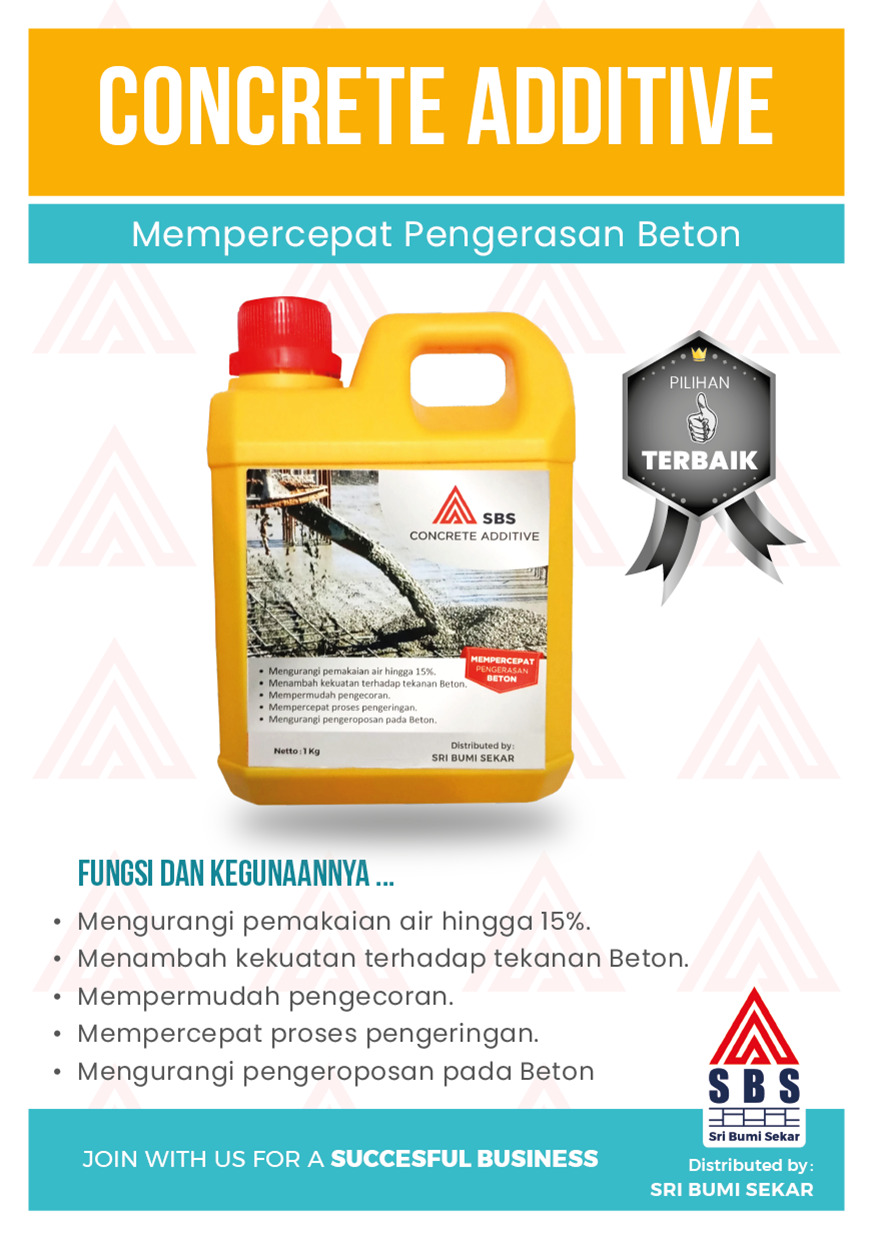 CONCRETE ADDITIVE
Mempercepat Pengerasan Beton
PILIHAN
TERBAIK
SBS
CONCRETE ADDITIVE
MEMPERCEPAT
PENGERASAN
BETON
• Mengurangi pemakaian air hingga 15%.
• Menambah kekuatan terhadap tekanan Beton.
• Mempermudah pengecoran.
• Mempercepat proses pengeringan.
• Mengurangi pengeroposan pada Beton.
Netto : 1 Kg
Distributed by:
SRI BUMI SEKAR
FUNGSI DAN KEGUNAANNYA ...
• Mengurangi pemakaian air hingga 15%.
• Menambah kekuatan terhadap tekanan Beton.
• Mempermudah pengecoran.
• Mempercepat proses pengeringan.
• Mengurangi pengeroposan pada Beton
SBS
Sri Bumi Sekar
JOIN WITH US FOR A SUCCESFUL BUSINESS
Distributed by:
SRI BUMI SEKAR